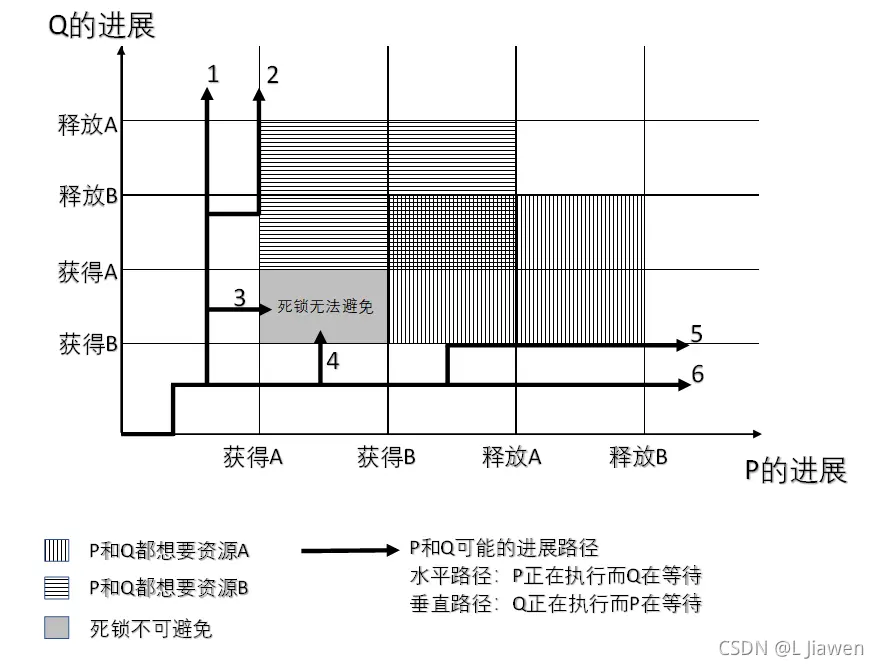 Q的进展
1
2
释放A
释放B
获得A
3
死锁无法避免
获得B
4
5
6
获得A
获得B
释放A
释放B
P的进展
P和Q都想要资源A
P和Q都想要资源B
死锁不可避免
P和Q可能的进展路径
水平路径：P正在执行而Q在等待
垂直路径：Q正在执行而P在等待
CSDN @L Jiawen